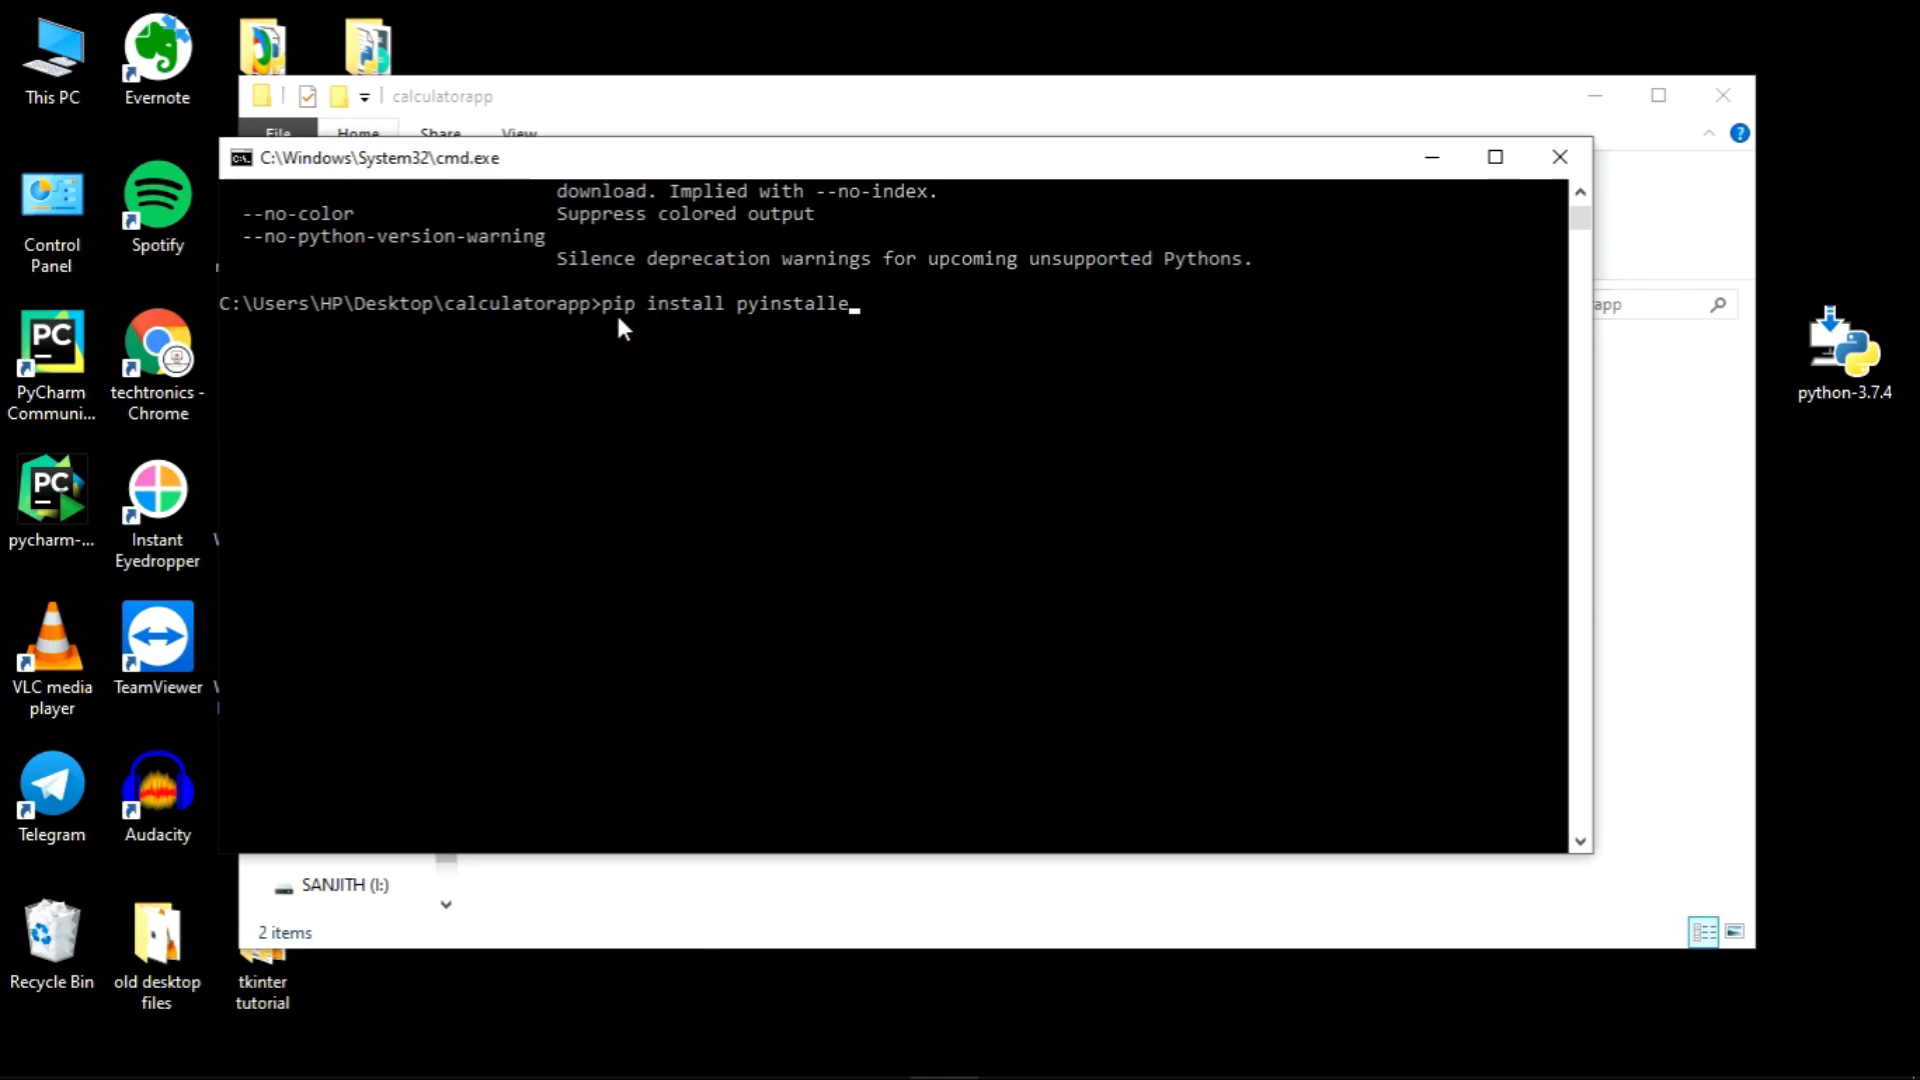 This PC
Evernote
calculatorapp
File Home Share View
C:\Windows\System32\cmd.exe
download. Implied with --no-index.
--no-color Suppress colored output
--no-python-version-warning
Silence deprecation warnings for upcoming unsupported Pythons.
C:\Users\HP\Desktop\calculatorapp>pip install pyinstalle_
app
Control
Panel
Spotify
PC
PyCharm
Communi...
techtronics -
Chrome
python-3.7.4
PC
pycharm-...
Instant
Eyedropper
VLC media
player
TeamViewer
Telegram
Audacity
SANJITH (I:)
2 items
Recycle Bin
old desktop
files
tkinter
tutorial